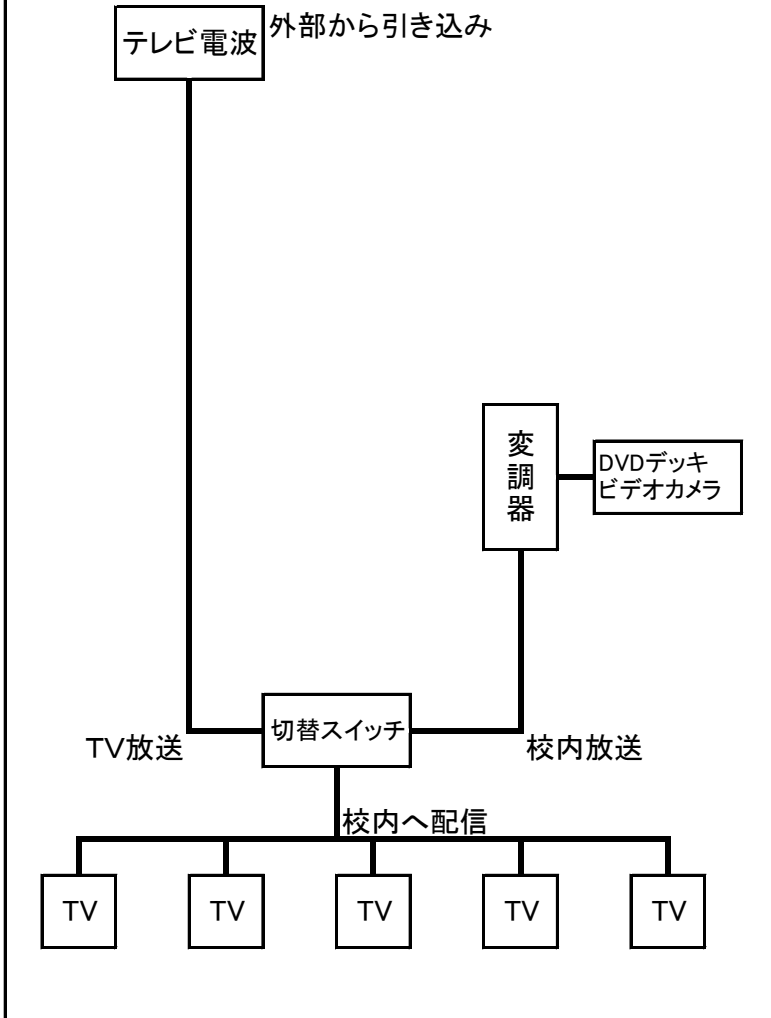 テレビ電波
外部から引き込み
変調器
DVDデッキ
ビデオカメラ
切替スイッチ
TV放送
校内放送
校内へ配信
TV
TV
TV
TV
TV